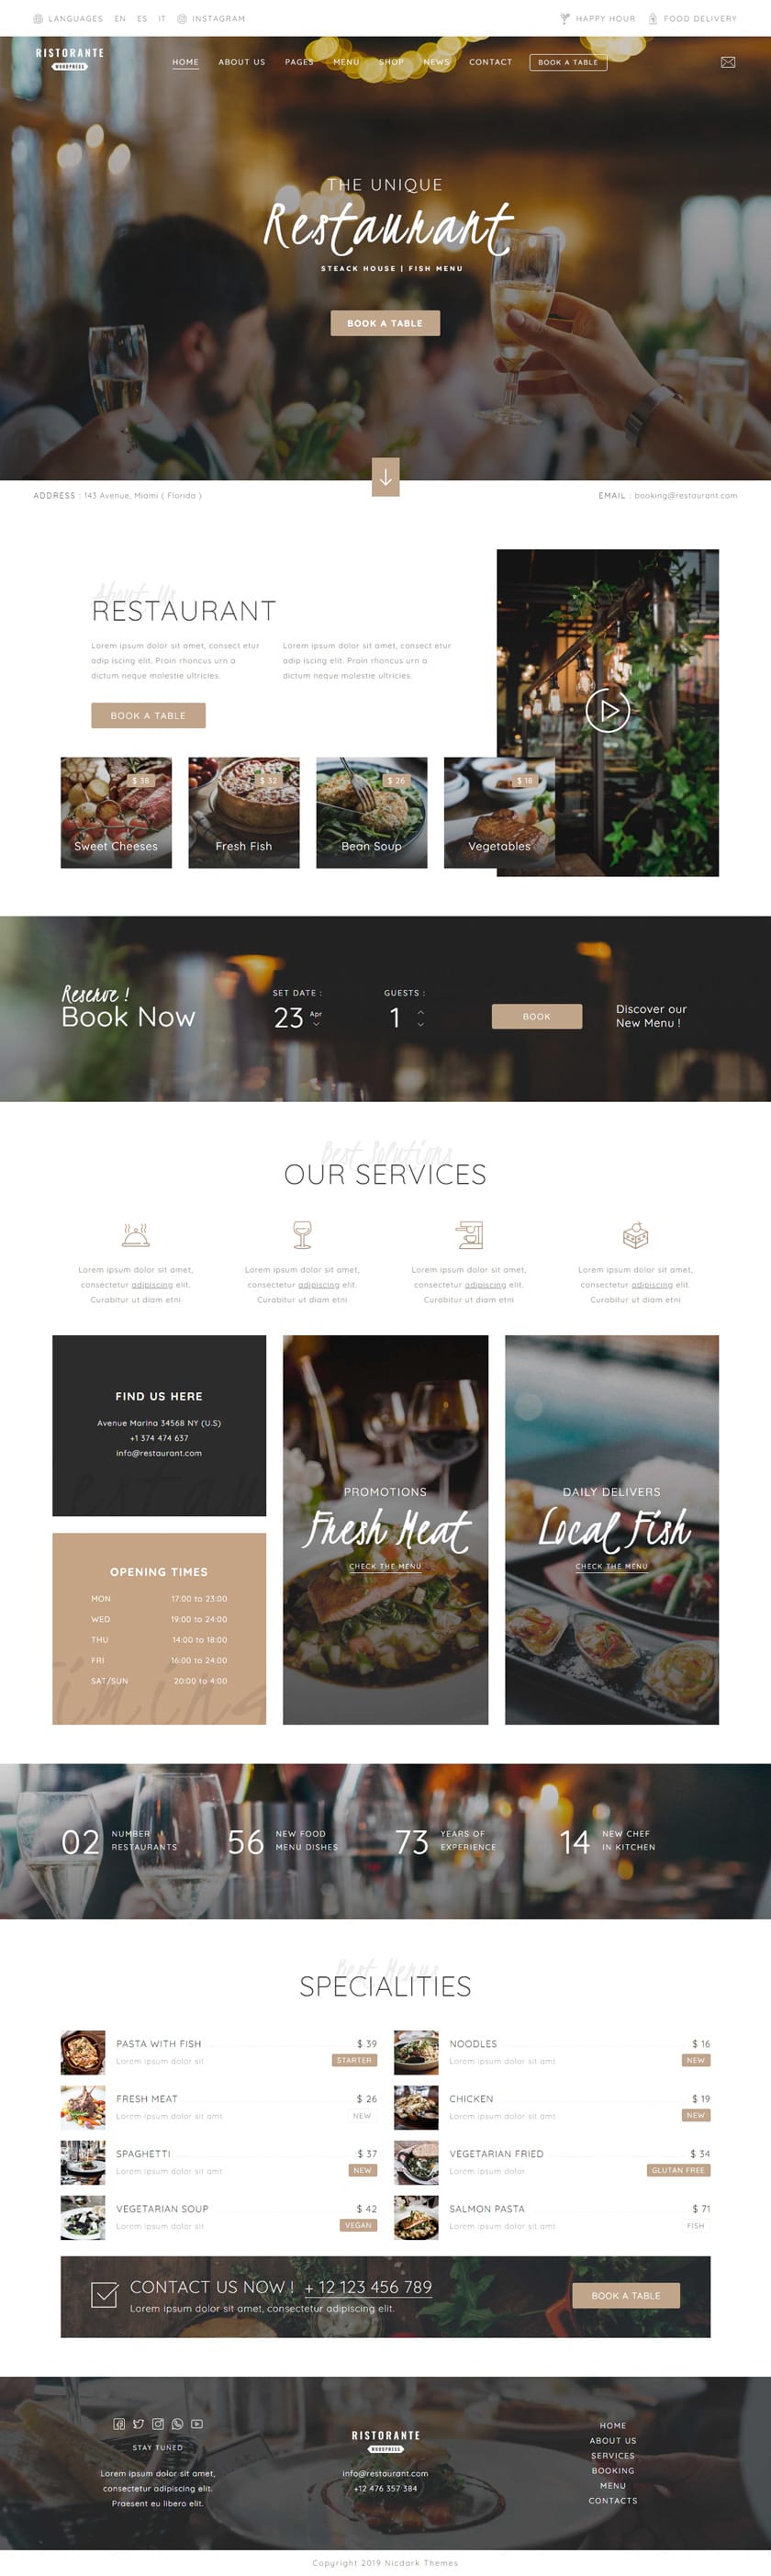 LANGUAGES EN ES IT INSTAGRAM
HAPPY HOUR FOOD DELIVERY
RISTORANTE
WORDPRESS
HOME ABOUT US PAGES MENU SHOP NEWS CONTACT BOOK A TABLE
THE UNIQUE
Restaurant
STEACK HOUSE | FISH MENU
BOOK A TABLE
ADDRESS : 143 Avenue, Miami ( Florida )
EMAIL : booking@restaurant.com
About Us
RESTAURANT
Lorem ipsum dolor sit amet, consect etur
adip iscing elit. Proin rhoncus urn a
dictum neque molestie ultricies.
Lorem ipsum dolor sit amet, consect etur
adip iscing elit. Proin rhoncus urn a
dictum neque molestie ultricies.
BOOK A TABLE
$ 38
Sweet Cheeses
$ 32
Fresh Fish
$ 26
Bean Soup
$ 18
Vegetables
Reserve !
Book Now
SET DATE :
23 Apr
GUESTS :
1
BOOK
Discover our
New Menu !
Best Solutions
OUR SERVICES
Lorem ipsum dolor sit amet,
consectetur adipiscing elit.
Curabitur ut diam etni
Lorem ipsum dolor sit amet,
consectetur adipiscing elit.
Curabitur ut diam etni
Lorem ipsum dolor sit amet,
consectetur adipiscing elit.
Curabitur ut diam etni
Lorem ipsum dolor sit amet,
consectetur adipiscing elit.
Curabitur ut diam etni
FIND US HERE
Avenue Marina 34568 NY (U.S)
+1 374 474 637
info@restaurant.com
OPENING TIMES
MON 17:00 to 23:00
WED 19:00 to 24:00
THU 14:00 to 18:00
FRI 16:00 to 24:00
SAT/SUN 20:00 to 4:00
PROMOTIONS
Fresh Meat
CHECK THE MENU
DAILY DELIVERS
Local Fish
CHECK THE MENU
02 NUMBER
RESTAURANTS
56 NEW FOOD
MENU DISHES
73 YEARS OF
EXPERIENCE
14 NEW CHEF
IN KITCHEN
Best Menus
SPECIALITIES
PASTA WITH FISH $ 39
Lorem ipsum dolor sit STARTER
NOODLES $ 16
Lorem ipsum dolor sit amt NEW
FRESH MEAT $ 26
Lorem ipsum dolor sit amt NEW
CHICKEN $ 19
Lorem ipsum dolor sit amt NEW
SPAGHETTI $ 37
Lorem ipsum dolor sit amt NEW
VEGETARIAN FRIED $ 34
Lorem ipsum dolor GLUTAN FREE
VEGETARIAN SOUP $ 42
Lorem ipsum dolor sit VEGAN
SALMON PASTA $ 71
Lorem ipsum dolor sit amt FISH
CONTACT US NOW ! + 12 123 456 789
Lorem ipsum dolor sit amet, consectetur adipiscing elit.
BOOK A TABLE
STAY TUNED
Lorem ipsum dolor sit amet,
consectetur adipiscing elit.
Praesent eu libero elit.
RISTORANTE
WORDPRESS
info@restaurant.com
+12 476 357 384
HOME
ABOUT US
SERVICES
BOOKING
MENU
CONTACTS
Copyright 2019 Nicdark Themes